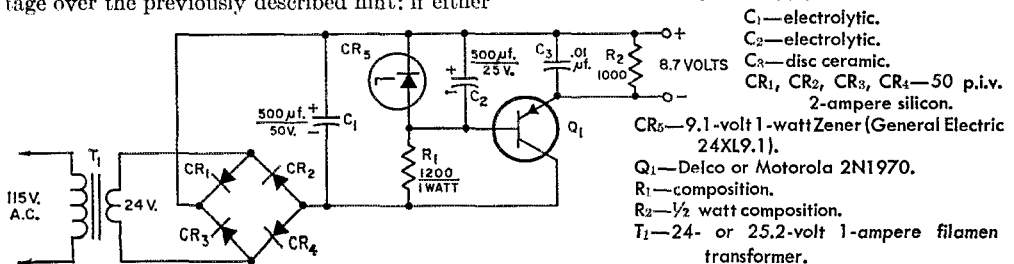 tage over the previously described hint: if either
CR5
500µf.
25 V.
C2
C3
.01
µf.
R2
1000
+
8.7 VOLTS
−
500µf.
50V.
C1
Q1
R1
1200
1 WATT
T1
115V.
A.C.
24 V.
CR1
CR2
CR3
CR4
C1—electrolytic.
C2—electrolytic.
C3—disc ceramic.
CR1, CR2, CR3, CR4—50 p.i.v.
2-ampere silicon.
CR5—9.1-volt 1-watt Zener (General Electric
24XL9.1).
Q1—Delco or Motorola 2N1970.
R1—composition.
R2—½ watt composition.
T1—24- or 25.2-volt 1-ampere filamen
transformer.